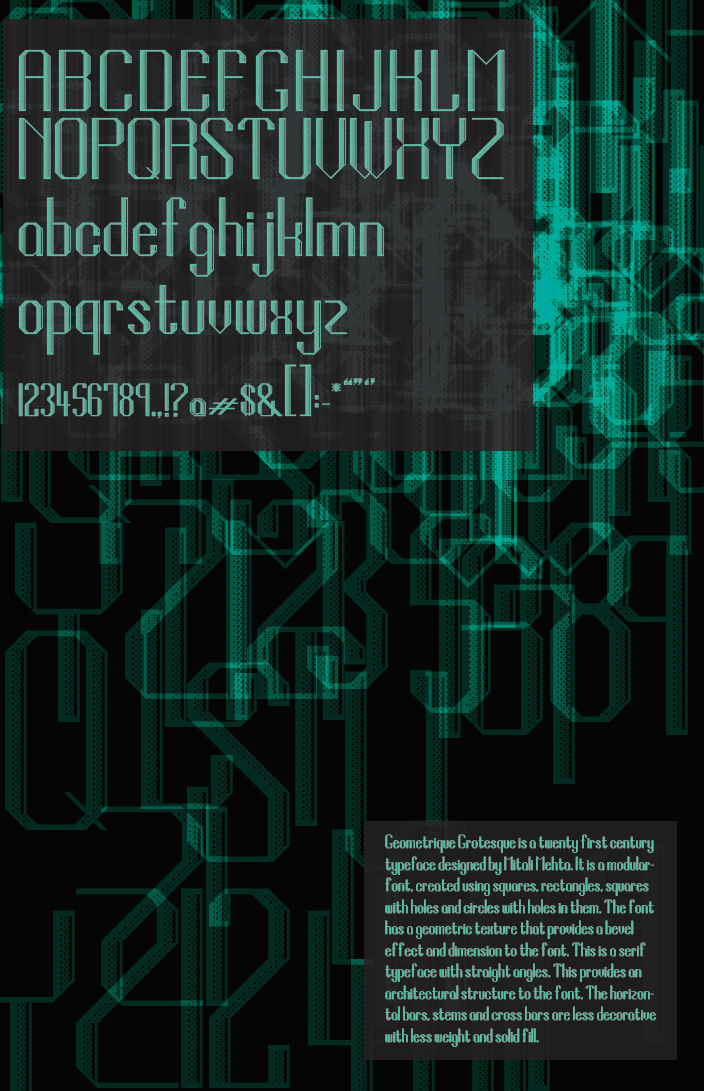 ABCDEFGHIJKLM
NOPQRSTUVWXYZ
abcdefghijklmn
opqrstuvwxyz
123456789.,!?a#$&[]:-*“”‘’
Geometrique Grotesque is a twenty first century
typeface designed by Mitali Mehta. It is a modular-
font, created using squares, rectangles, squares
with holes and circles with holes in them. The font
has a geometric texture that provides a bevel
effect and dimension to the font. This is a serif
typeface with straight angles. This provides an
architectural structure to the font. The horizon-
tal bars, stems and cross bars are less decorative
with less weight and solid fill.